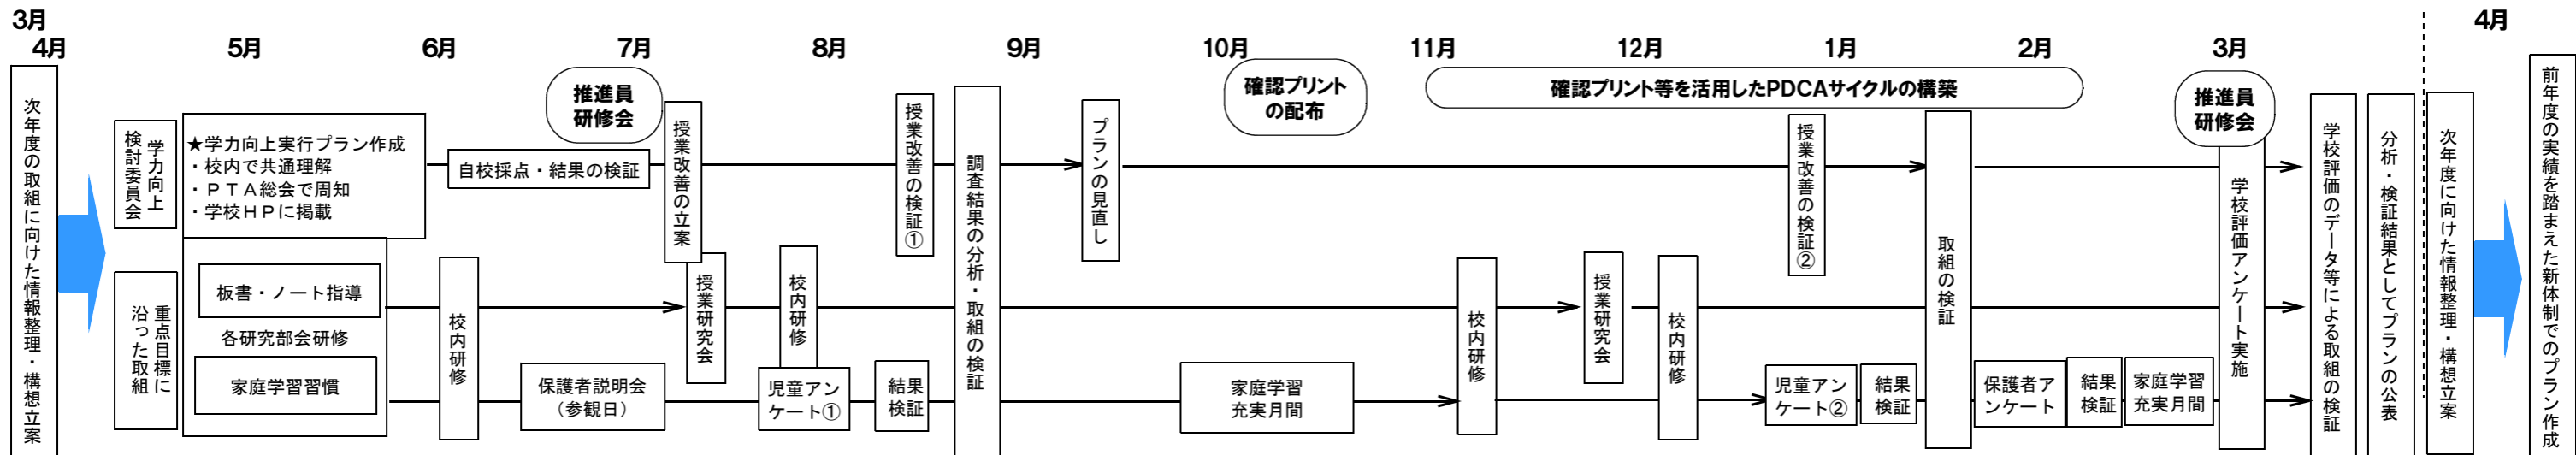 3月
4月
5月
6月
7月
8月
9月
10月
11月
12月
1月
2月
3月
4月
次年度の取組に向けた情報整理・構想立案
学力向上
検討委員会
★学力向上実行プラン作成
・校内で共通理解
・ＰＴＡ総会で周知
・学校ＨＰに掲載
自校採点・結果の検証
推進員
研修会
授業改善の立案
授業改善の検証①
調査結果の分析・取組の検証
プランの見直し
確認プリント
の配布
確認プリント等を活用したPDCAサイクルの構築
授業改善の検証②
取組の検証
推進員
研修会
学校評価アンケート実施
学校評価のデータ等による取組の検証
分析・検証結果としてプランの公表
次年度に向けた情報整理・構想立案
前年度の実績を踏まえた新体制でのプラン作成
重点目標に
沿った取組
板書・ノート指導
各研究部会研修
家庭学習習慣
校内研修
保護者説明会
（参観日）
授業研究会
校内研修
児童アン
ケート①
結果
検証
家庭学習
充実月間
校内研修
授業研究会
校内研修
児童アン
ケート②
結果
検証
保護者ア
ンケート
結果
検証
家庭学習
充実月間